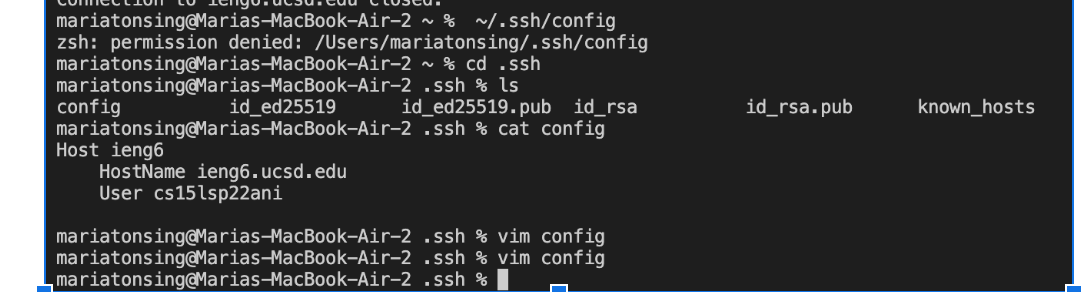 Connection to ieng6.ucsd.edu closed.
mariatonsing@Marias-MacBook-Air-2 ~ %  ~/.ssh/config
zsh: permission denied: /Users/mariatonsing/.ssh/config
mariatonsing@Marias-MacBook-Air-2 ~ % cd .ssh
mariatonsing@Marias-MacBook-Air-2 .ssh % ls
config          id_ed25519      id_ed25519.pub  id_rsa          id_rsa.pub      known_hosts
mariatonsing@Marias-MacBook-Air-2 .ssh % cat config
Host ieng6
    HostName ieng6.ucsd.edu
    User cs15lsp22ani
mariatonsing@Marias-MacBook-Air-2 .ssh % vim config
mariatonsing@Marias-MacBook-Air-2 .ssh % vim config
mariatonsing@Marias-MacBook-Air-2 .ssh %